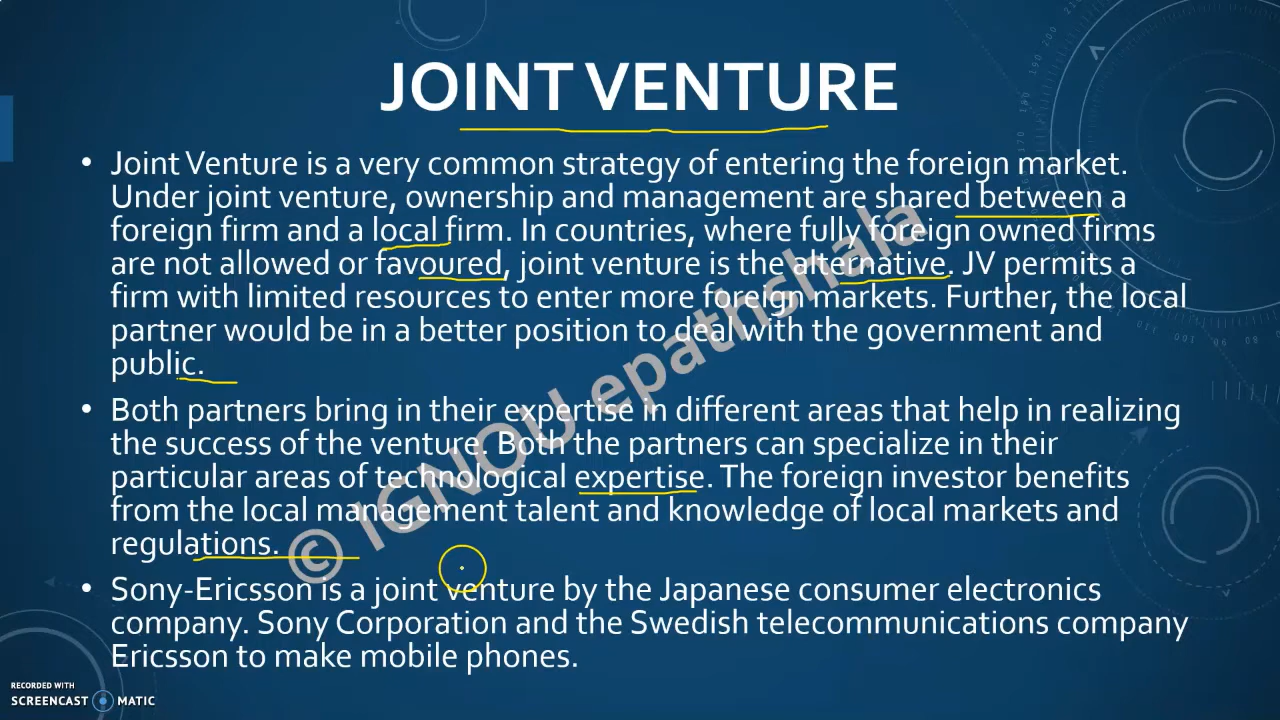 JOINT VENTURE
• Joint Venture is a very common strategy of entering the foreign market.
Under joint venture, ownership and management are shared between a
foreign firm and a local firm. In countries, where fully foreign owned firms
are not allowed or favoured, joint venture is the alternative. JV permits a
firm with limited resources to enter more foreign markets. Further, the local
partner would be in a better position to deal with the government and
public.
• Both partners bring in their expertise in different areas that help in realizing
the success of the venture. Both the partners can specialize in their
particular areas of technological expertise. The foreign investor benefits
from the local management talent and knowledge of local markets and
regulations.
• Sony-Ericsson is a joint venture by the Japanese consumer electronics
company. Sony Corporation and the Swedish telecommunications company
Ericsson to make mobile phones.
© IGNOU epathshala
RECORDED WITH
SCREENCAST MATIC